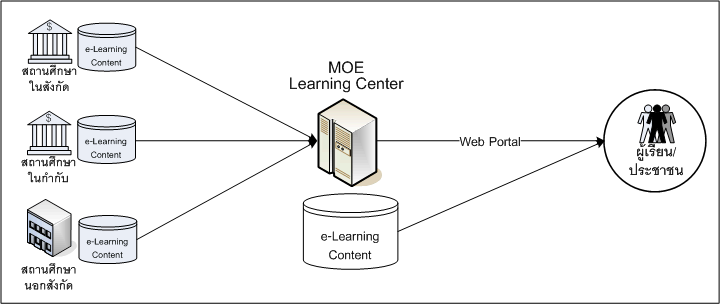 $
e-Learning
Content
สถานศึกษา
ในสังกัด
$
e-Learning
Content
สถานศึกษา
ในกำกับ
e-Learning
Content
สถานศึกษา
นอกสังกัด
MOE
Learning Center
e-Learning
Content
Web Portal
ผู้เรียน/
ประชาชน